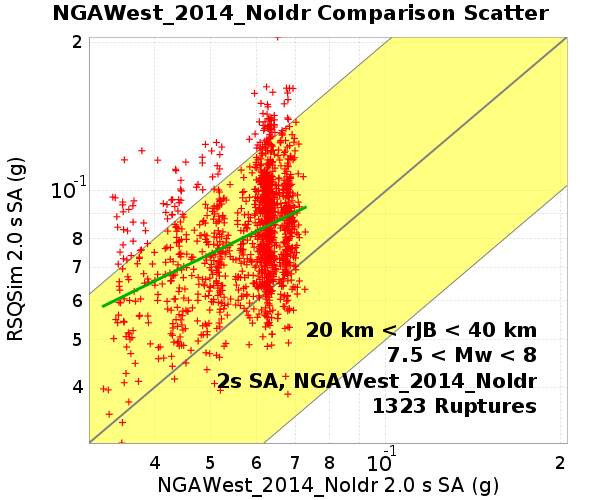 NGAWest_2014_NoIdr Comparison Scatter
RSQSim 2.0 s SA (g)
2
10-1
8
7
6
5
4
20 km < rJB < 40 km
7.5 < Mw < 8
2s SA, NGAWest_2014_NoIdr
1323 Ruptures
4 5 6 7 8 10-1 2
NGAWest_2014_NoIdr 2.0 s SA (g)